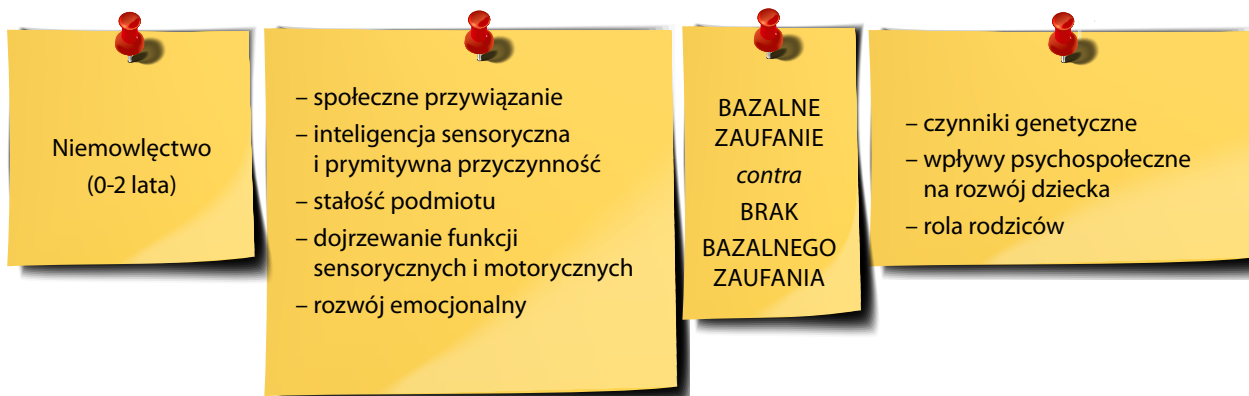 Niemowlęctwo
(0-2 lata)
– społeczne przywiązanie
– inteligencja sensoryczna
i prymitywna przyczynność
– stałość podmiotu
– dojrzewanie funkcji
sensorycznych i motorycznych
– rozwój emocjonalny
BAZALNE
ZAUFANIE
contra
BRAK
BAZALNEGO
ZAUFANIA
– czynniki genetyczne
– wpływy psychospołeczne
na rozwój dziecka
– rola rodziców